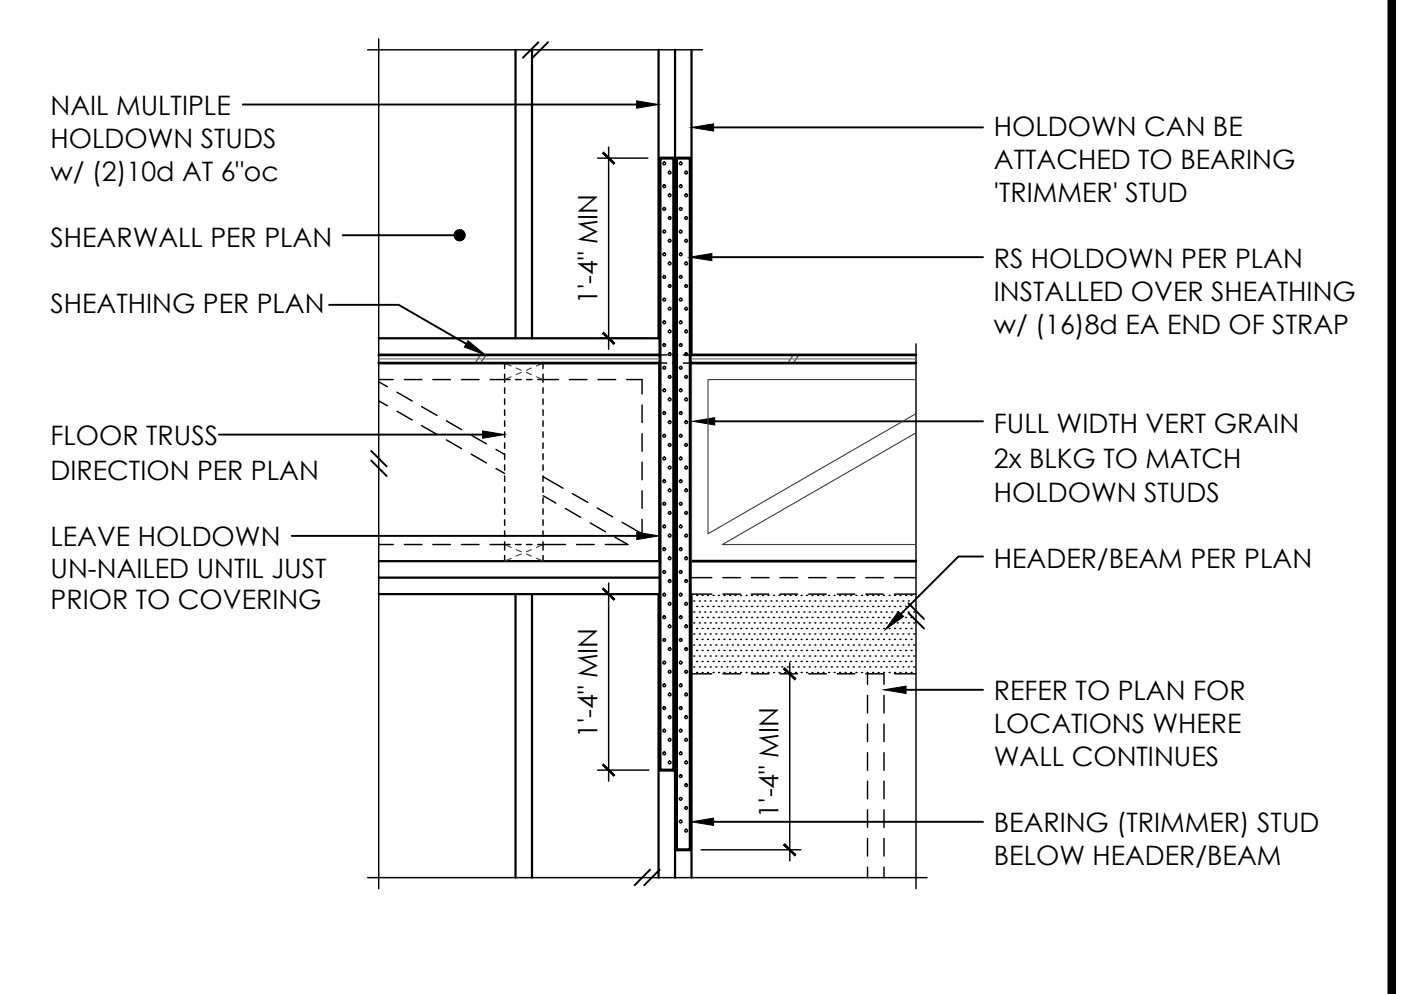 NAIL MULTIPLE
HOLDOWN STUDS
w/ (2)10d AT 6"oc
SHEARWALL PER PLAN
SHEATHING PER PLAN
FLOOR TRUSS
DIRECTION PER PLAN
LEAVE HOLDOWN
UN-NAILED UNTIL JUST
PRIOR TO COVERING
1'-4" MIN
1'-4" MIN
1'-4" MIN
HOLDOWN CAN BE
ATTACHED TO BEARING
'TRIMMER' STUD
RS HOLDOWN PER PLAN
INSTALLED OVER SHEATHING
w/ (16)8d EA END OF STRAP
FULL WIDTH VERT GRAIN
2x BLKG TO MATCH
HOLDOWN STUDS
HEADER/BEAM PER PLAN
REFER TO PLAN FOR
LOCATIONS WHERE
WALL CONTINUES
BEARING (TRIMMER) STUD
BELOW HEADER/BEAM